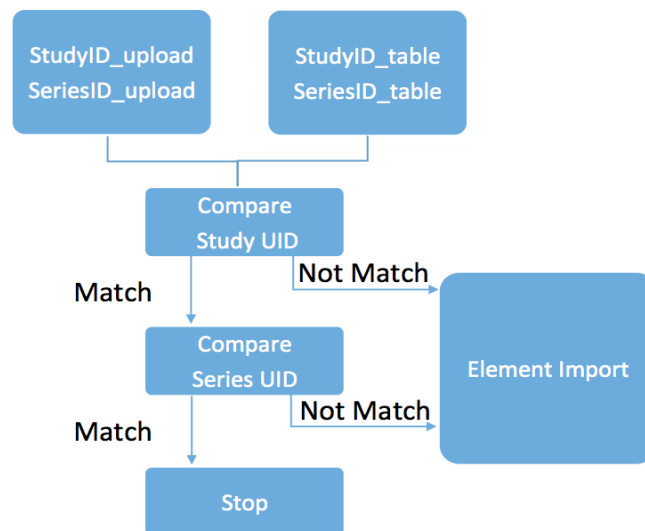 StudyID_upload
SeriesID_upload
StudyID_table
SeriesID_table
Compare
Study UID
Match
Not Match
Compare
Series UID
Element Import
Match
Not Match
Stop